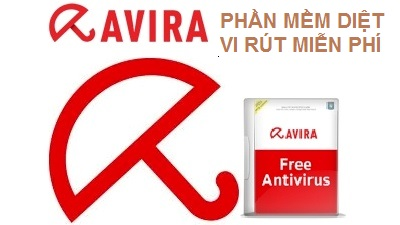 AVIRA
PHẦN MỀM DIỆT
VI RÚT MIỄN PHÍ
AVIRA
Free
Antivirus